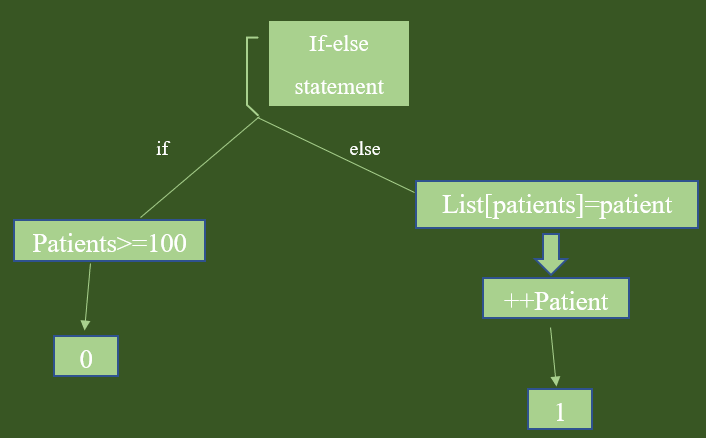 If-else
statement
if
else
List[patients]=patient
Patients>=100
++Patient
0
1